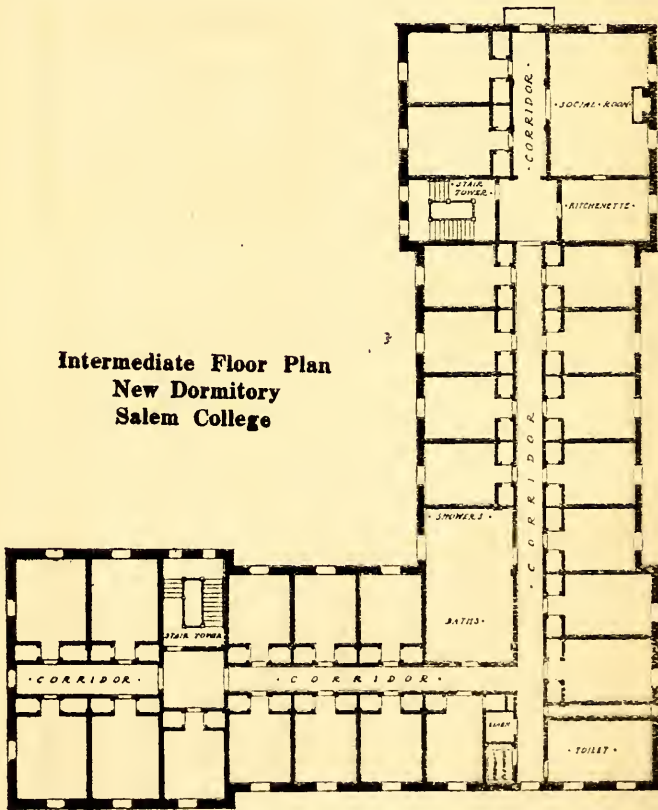 · CORRIDOR ·
· SOCIAL · ROOM ·
· STAIR
TOWER ·
· KITCHENETTE ·
Intermediate Floor Plan
New Dormitory
Salem College
· CORRIDOR ·
· SHOWERS ·
BATHS ·
STAIR TOWER
· CORRIDOR ·
· CORRIDOR ·
LINEN
· TOILET ·